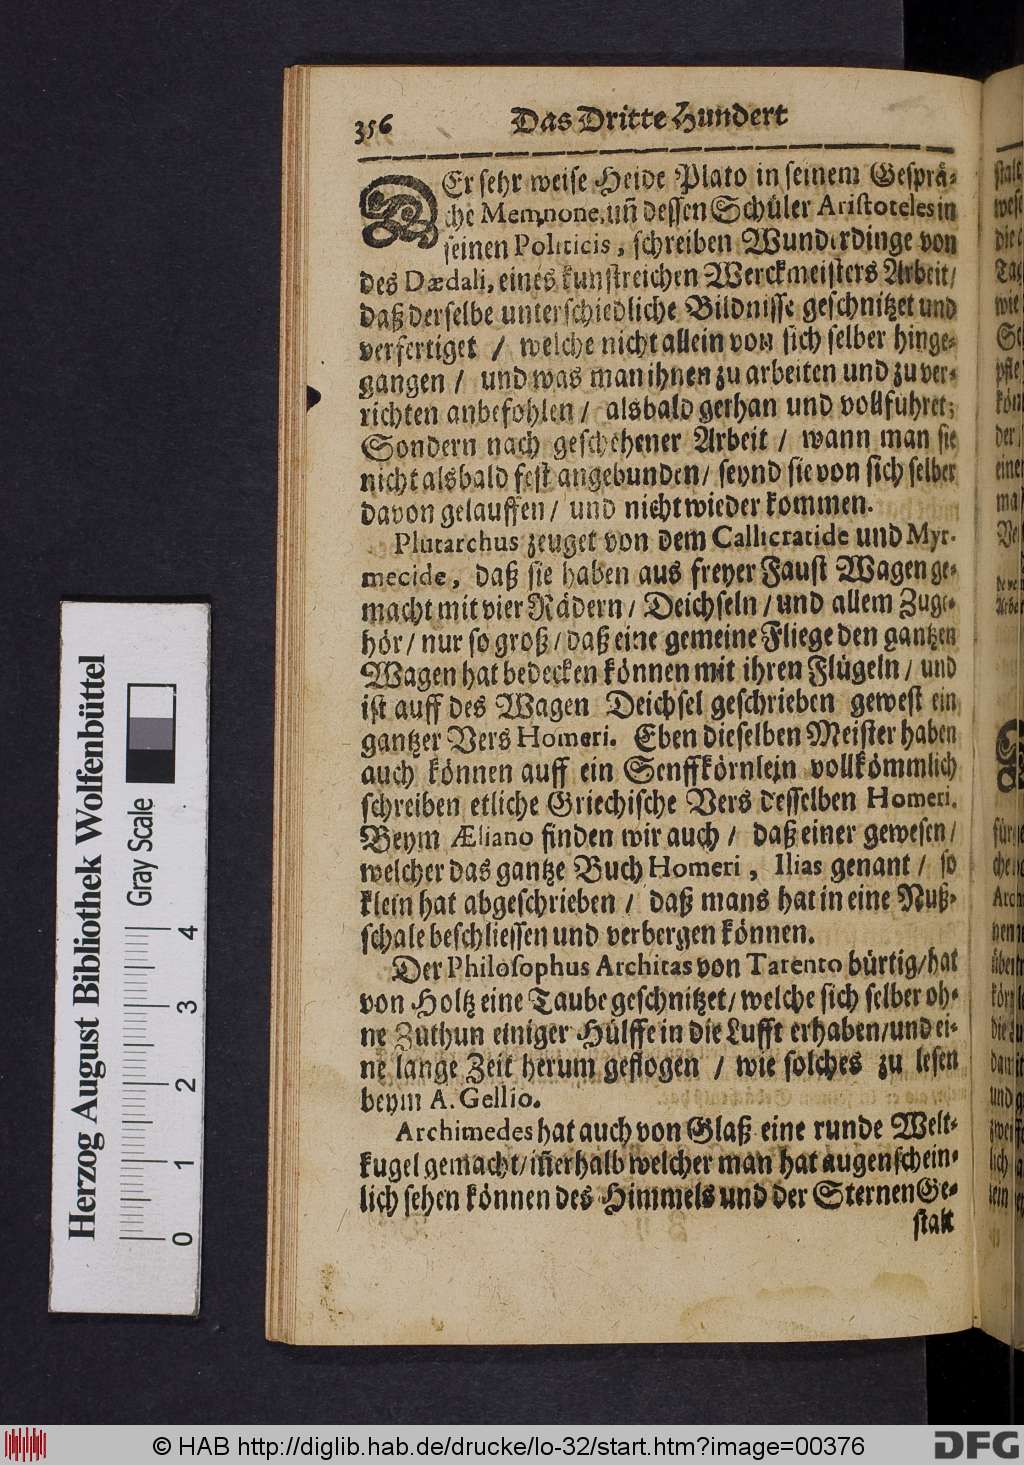 356 Das Dritte Hundert
DEr sehr weise Heide Plato in seinem Gesprä-
che Memnone, uñ dessen Schüler Aristoteles in
seinen Politicis, schreiben Wunderdinge von
des Dædali, eines kunstreichen Werckmeisters Arbeit/
daß derselbe unterschiedliche Bildnisse geschnitzet und
verfertiget / welche nicht allein von sich selber hinge-
gangen / und was man ihnen zu arbeiten und zu ver-
richten anbefohlen / alsbald gethan und vollführet;
Sondern nach geschehener Arbeit / wann man sie
nicht alsbald fest angebunden / seynd sie von sich selber
davon gelauffen / und nicht wieder kommen.
Plutarchus zeuget von dem Callicratide und Myr-
mecide, daß sie haben aus freyer Faust Wagen ge-
macht mit vier Rädern / Deichseln / und allem Zuge-
hör / nur so groß / daß eine gemeine Fliege den gantzen
Wagen hat bedecken können mit ihren Flügeln / und
ist auff des Wagen Deichsel geschrieben gewest ein
gantzer Vers Homeri. Eben dieselben Meister haben
auch können auff ein Senffkörnlein vollkömmlich
schreiben etliche Griechische Vers desselben Homeri.
Beym Æliano finden wir auch / daß einer gewesen /
welcher das gantze Buch Homeri, Ilias genant / so
klein hat abgeschrieben / daß mans hat in eine Nuß-
schale beschliessen und verbergen können.
Der Philosophus Architas von Tarento bürtig / hat
von Holtz eine Taube geschnitzet / welche sich selber oh-
ne Zuthun einiger Hülffe in die Lufft erhaben / und ei-
ne lange Zeit herum geflogen / wie solches zu lesen
beym A. Gellio.
Archimedes hat auch von Glaß eine runde Welt-
kugel gemacht / iñerhalb welcher man hat augenschein-
lich sehen können des Himmels und der Sternen Ge-
stalt
Herzog August Bibliothek Wolfenbüttel
Gray Scale
0 1 2 3 4
© HAB http://diglib.hab.de/drucke/lo-32/start.htm?image=00376
DFG